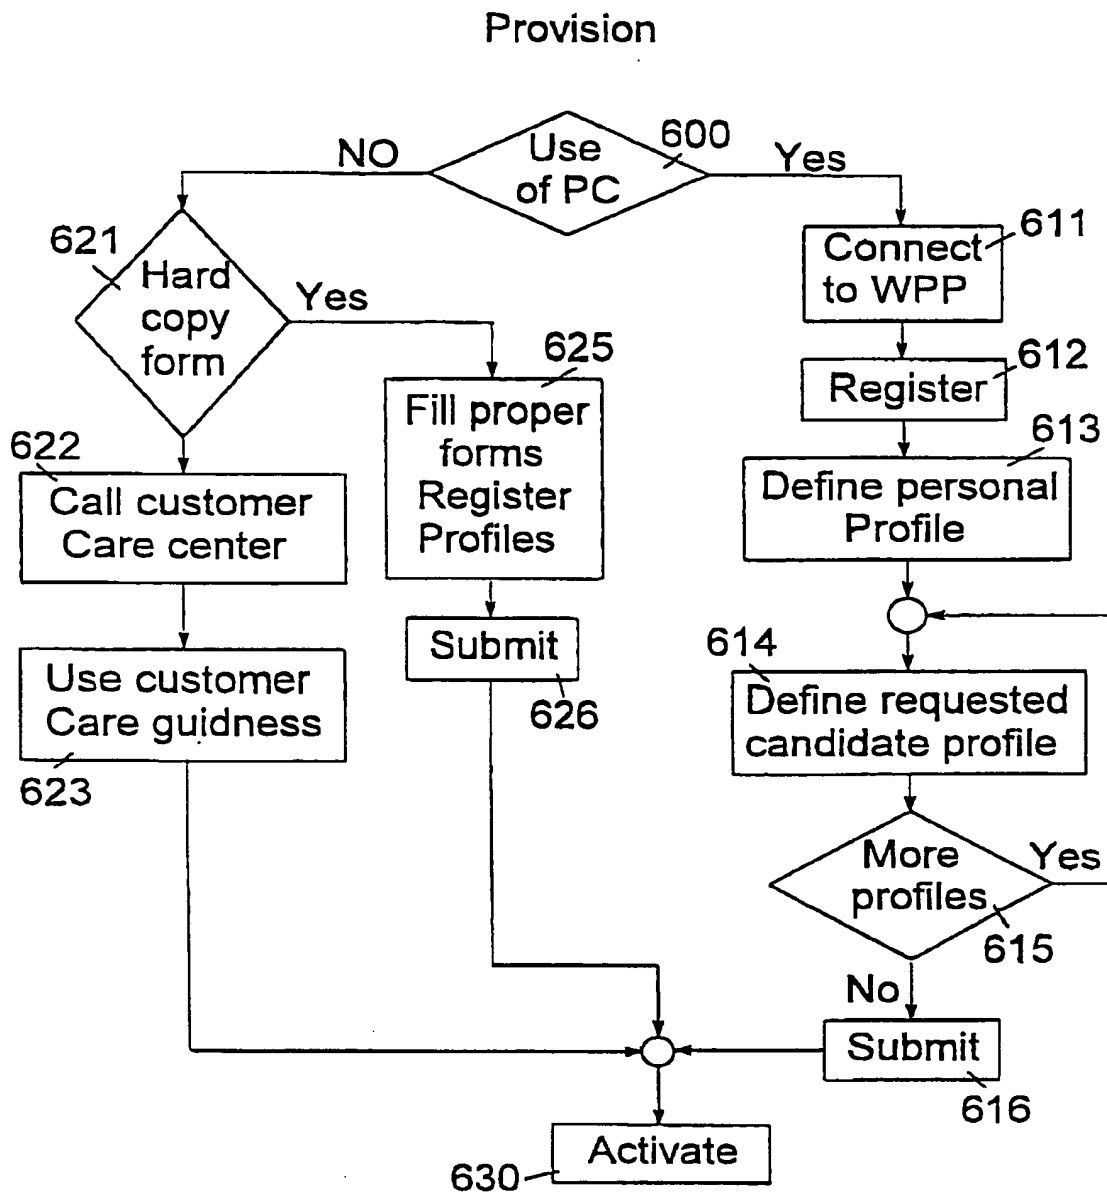 Provision
Use
of PC
600
NO
Yes
621
Hard
copy
form
Yes
611
Connect
to WPP
612
Register
625
Fill proper
forms
Register
Profiles
613
Define personal
Profile
622
Call customer
Care center
Submit
626
614
Define requested
candidate profile
Use customer
Care guidness
623
More
profiles
Yes
615
No
Submit
616
Activate
630